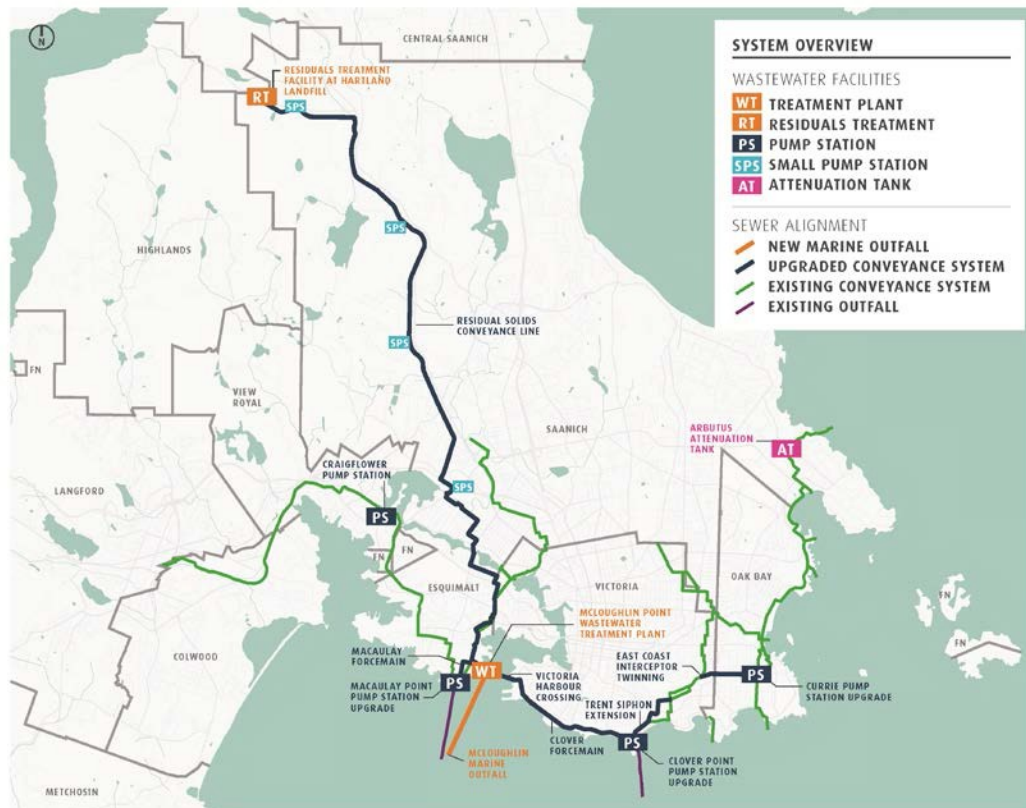 N
CENTRAL SAANICH
RESIDUALS TREATMENT
FACILITY AT HARTLAND
LANDFILL
RT
SPS
SYSTEM OVERVIEW
WASTEWATER FACILITIES
WT TREATMENT PLANT
RT RESIDUALS TREATMENT
PS PUMP STATION
SPS SMALL PUMP STATION
AT ATTENUATION TANK
SEWER ALIGNMENT
NEW MARINE OUTFALL
UPGRADED CONVEYANCE SYSTEM
EXISTING CONVEYANCE SYSTEM
EXISTING OUTFALL
HIGHLANDS
SPS
RESIDUAL SOLIDS
CONVEYANCE LINE
SPS
FN
VIEW
ROYAL
SAANICH
ARBUTUS
ATTENUATION
TANK
AT
CRAIGFLOWER
PUMP STATION
LANGFORD
SPS
PS
FN
FN
ESQUIMALT
VICTORIA
OAK BAY
FN
FN
MCLOUGHLIN POINT
WASTEWATER
TREATMENT PLANT
COLWOOD
MACAULAY
FORCEMAIN
WT
PS
MACAULAY POINT
PUMP STATION
UPGRADE
VICTORIA
HARBOUR
CROSSING
EAST COAST
INTERCEPTOR
TWINNING
PS
CURRIE PUMP
STATION UPGRADE
TRENT SIPHON
EXTENSION
CLOVER
FORCEMAIN
PS
MCLOUGHLIN
MARINE
OUTFALL
CLOVER POINT
PUMP STATION
UPGRADE
METCHOSIN